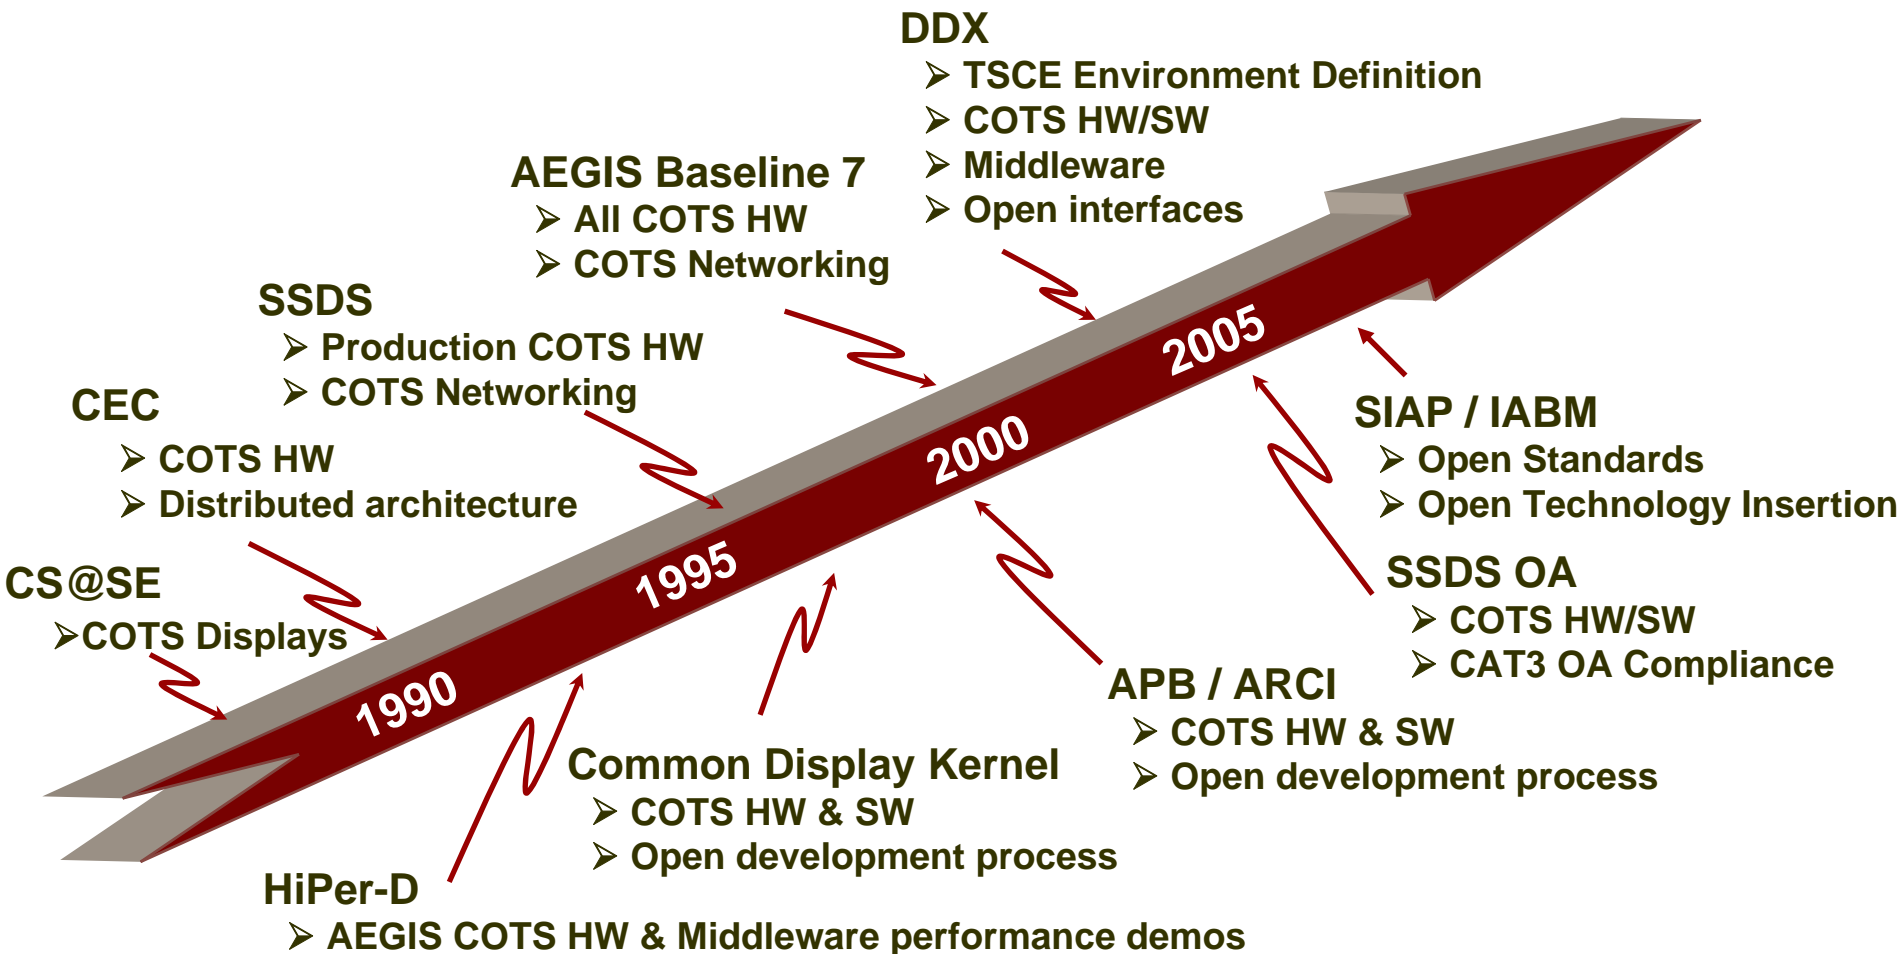 DDX
➢ TSCE Environment Definition
➢ COTS HW/SW
➢ Middleware
➢ Open interfaces
AEGIS Baseline 7
➢ All COTS HW
➢ COTS Networking
SSDS
➢ Production COTS HW
➢ COTS Networking
CEC
➢ COTS HW
➢ Distributed architecture
CS@SE
➢COTS Displays
1990
1995
2000
2005
SIAP / IABM
➢ Open Standards
➢ Open Technology Insertion
SSDS OA
➢ COTS HW/SW
➢ CAT3 OA Compliance
APB / ARCI
➢ COTS HW & SW
➢ Open development process
Common Display Kernel
➢ COTS HW & SW
➢ Open development process
HiPer-D
➢ AEGIS COTS HW & Middleware performance demos